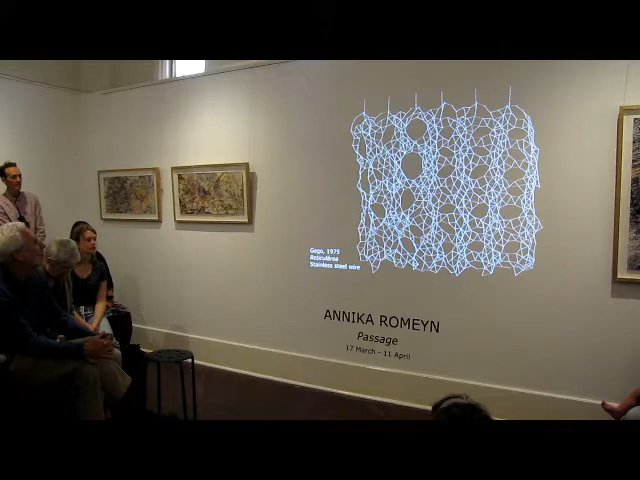 Gego, 1975
Reticulárea
Stainless steel wire
ANNIKA ROMEYN
Passage
17 March - 11 April